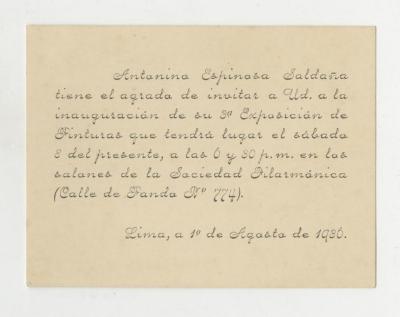 Antonino Espinosa Saldaña
tiene el agrado de invitar a Ud. a la
inauguración de su 3ª Exposición de
Pinturas que tendrá lugar el sábado
8 del presente, a las 6 y 30 p.m. en los
salones de la Sociedad Filarmónica
(Calle de Pando Nº 774).
Lima, a 1º de Agosto de 1936.